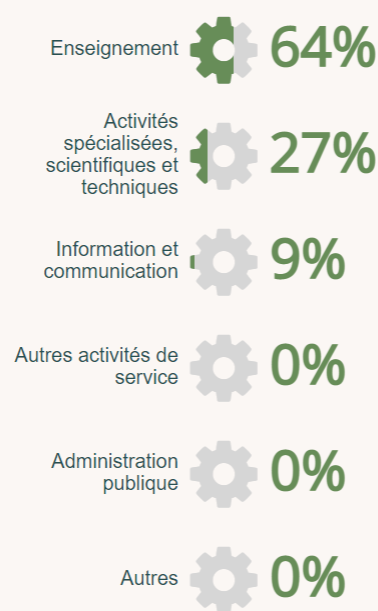 Enseignement 64%
Activités
spécialisées,
scientifiques et
techniques
27%
Information et
communication
9%
Autres activités de
service
0%
Administration
publique
0%
Autres 0%